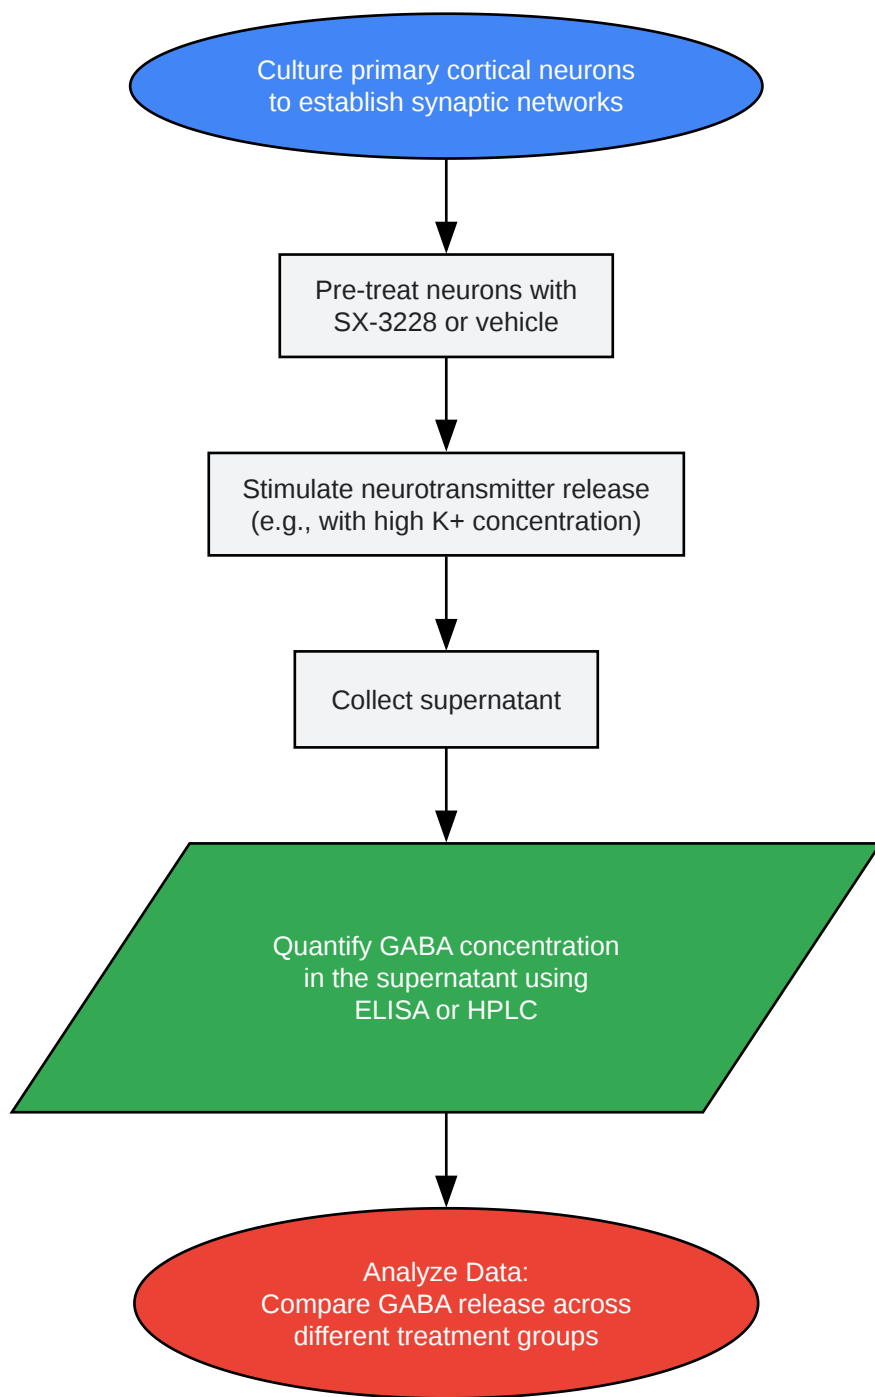 Culture primary cortical neurons
to establish synaptic networks
Pre-treat neurons with
SX-3228 or vehicle
Stimulate neurotransmitter release
(e.g., with high K+ concentration)
Collect supernatant
Quantify GABA concentration
in the supernatant using
ELISA or HPLC
Analyze Data:
Compare GABA release across
different treatment groups